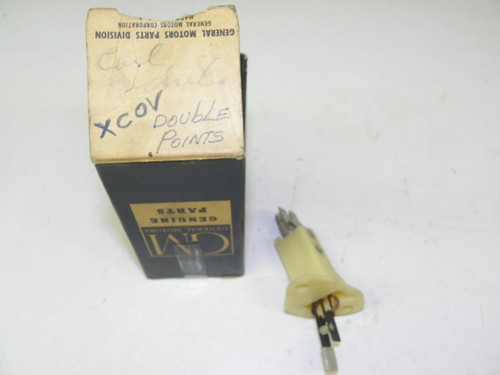 GENERAL MOTORS PARTS DIVISION
GENERAL MOTORS CORPORATION
XCOV
DOUBLE
POINTS
GM
GENERAL MOTORS
GENUINE
PARTS